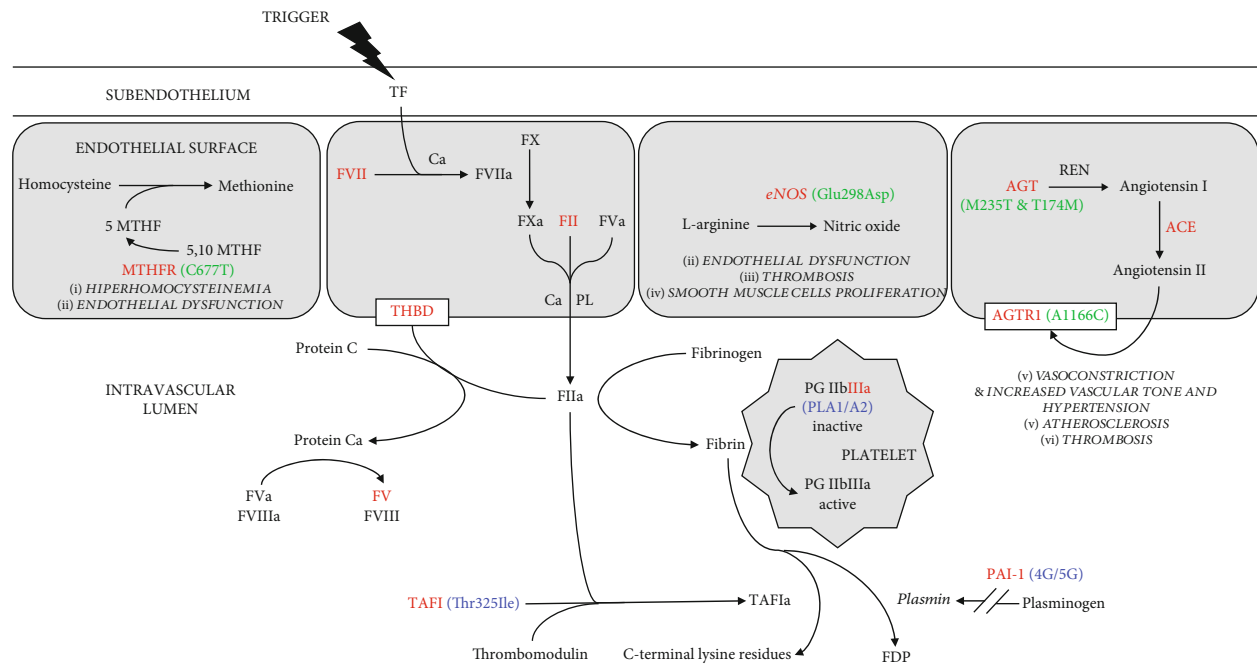 TRIGGER
SUBENDOTHELIUM
TF
ENDOTHELIAL SURFACE
Homocysteine
Methionine
5 MTHF
5,10 MTHF
MTHFR (C677T)
(i) HIPERHOMOCYSTEINEMIA
(ii) ENDOTHELIAL DYSFUNCTION
FX
Ca
FVII
FVIIa
FXa
FII
FVa
Ca
PL
THBD
eNOS (Glu298Asp)
L-arginine
Nitric oxide
(ii) ENDOTHELIAL DYSFUNCTION
(iii) THROMBOSIS
(iv) SMOOTH MUSCLE CELLS PROLIFERATION
AGT
REN
Angiotensin I
(M235T & T174M)
ACE
Angiotensin II
AGTR1 (A1166C)
(v) VASOCONSTRICTION
& INCREASED VASCULAR TONE AND
HYPERTENSION
(v) ATHEROSCLEROSIS
(vi) THROMBOSIS
INTRAVASCULAR
LUMEN
Protein C
FIIa
Fibrinogen
Protein Ca
Fibrin
FVa
FVIIIa
FV
FVIII
PG IIbIIIa
(PLA1/A2)
inactive
PLATELET
PG IIbIIIa
active
TAFI (Thr325Ile)
TAFIa
Thrombomodulin
C-terminal lysine residues
FDP
PAI-1 (4G/5G)
Plasmin
Plasminogen